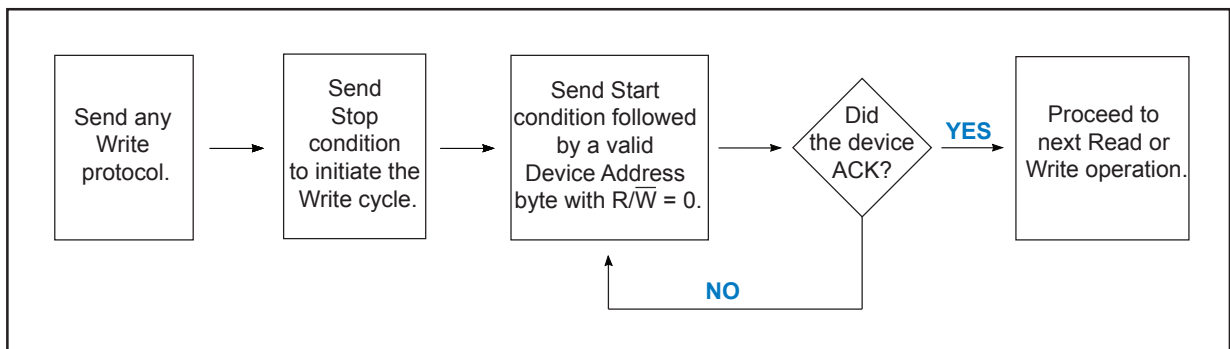 Send any
Write
protocol.
Send
Stop
condition
to initiate the
Write cycle.
Send Start
condition followed
by a valid
Device Address
byte with R/W̅ = 0.
Did
the device
ACK?
YES
Proceed to
next Read or
Write operation.
NO